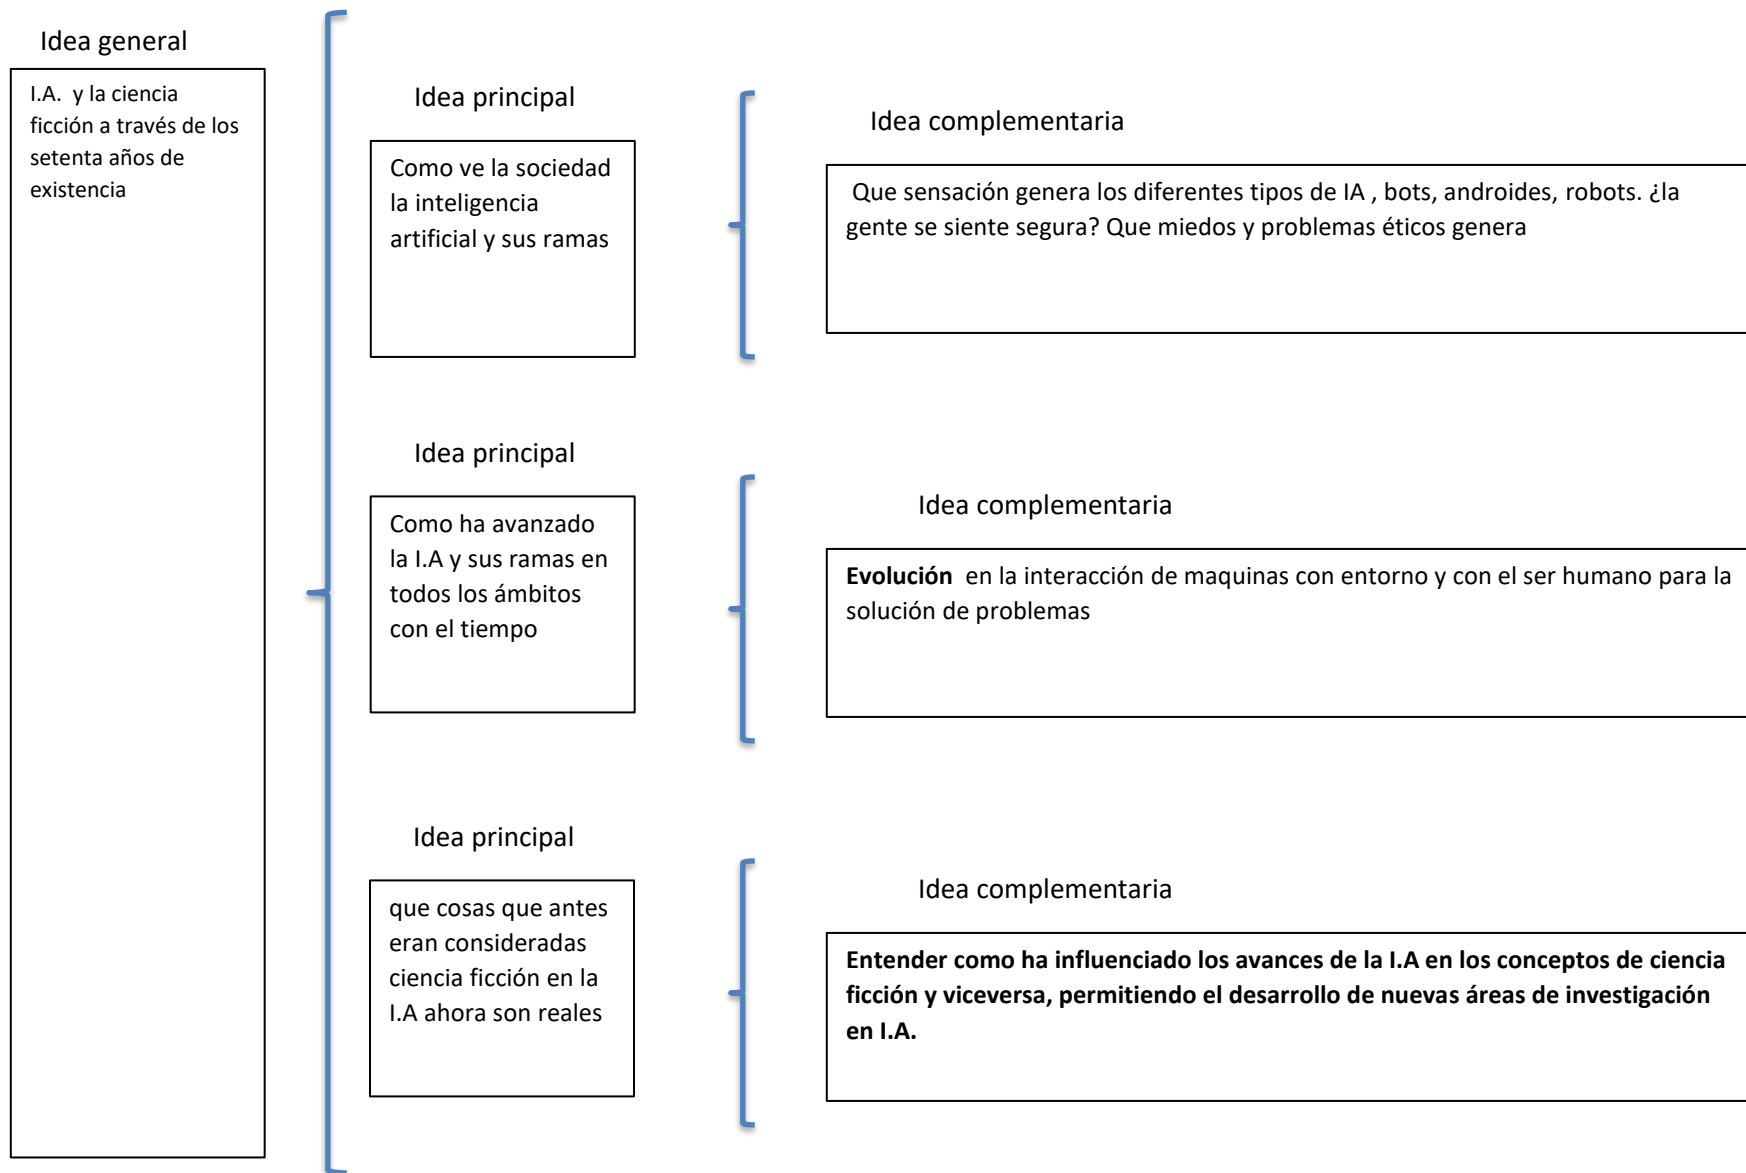 Idea general
I.A. y la ciencia
ficción a través de los
setenta años de
existencia
Idea principal
Como ve la sociedad
la inteligencia
artificial y sus ramas
Idea complementaria
Que sensación genera los diferentes tipos de IA , bots, androides, robots. ¿la
gente se siente segura? Que miedos y problemas éticos genera
Idea principal
Como ha avanzado
la I.A y sus ramas en
todos los ámbitos
con el tiempo
Idea complementaria
Evolución en la interacción de maquinas con entorno y con el ser humano para la
solución de problemas
Idea principal
que cosas que antes
eran consideradas
ciencia ficción en la
I.A ahora son reales
Idea complementaria
Entender como ha influenciado los avances de la I.A en los conceptos de ciencia
ficción y viceversa, permitiendo el desarrollo de nuevas áreas de investigación
en I.A.